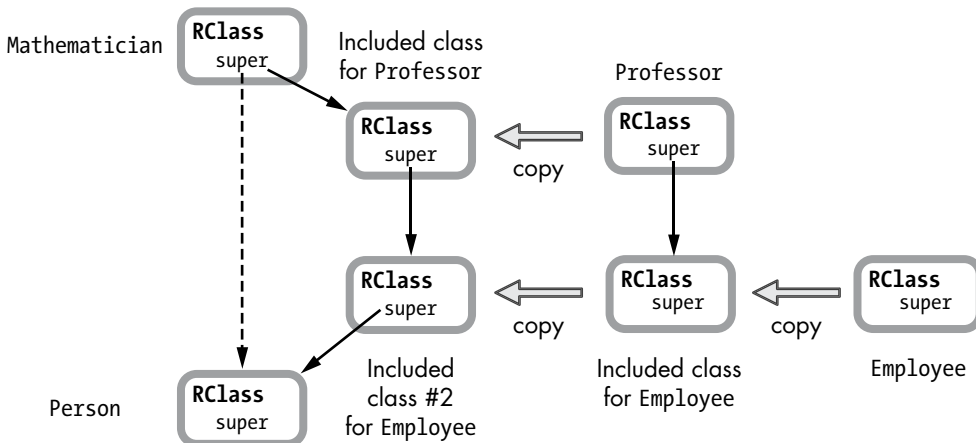 Mathematician
RClass
super
Included class
for Professor
Professor
RClass
super
copy
RClass
super
RClass
super
copy
RClass
super
copy
RClass
super
Person
RClass
super
Included
class #2
for Employee
Included class
for Employee
Employee